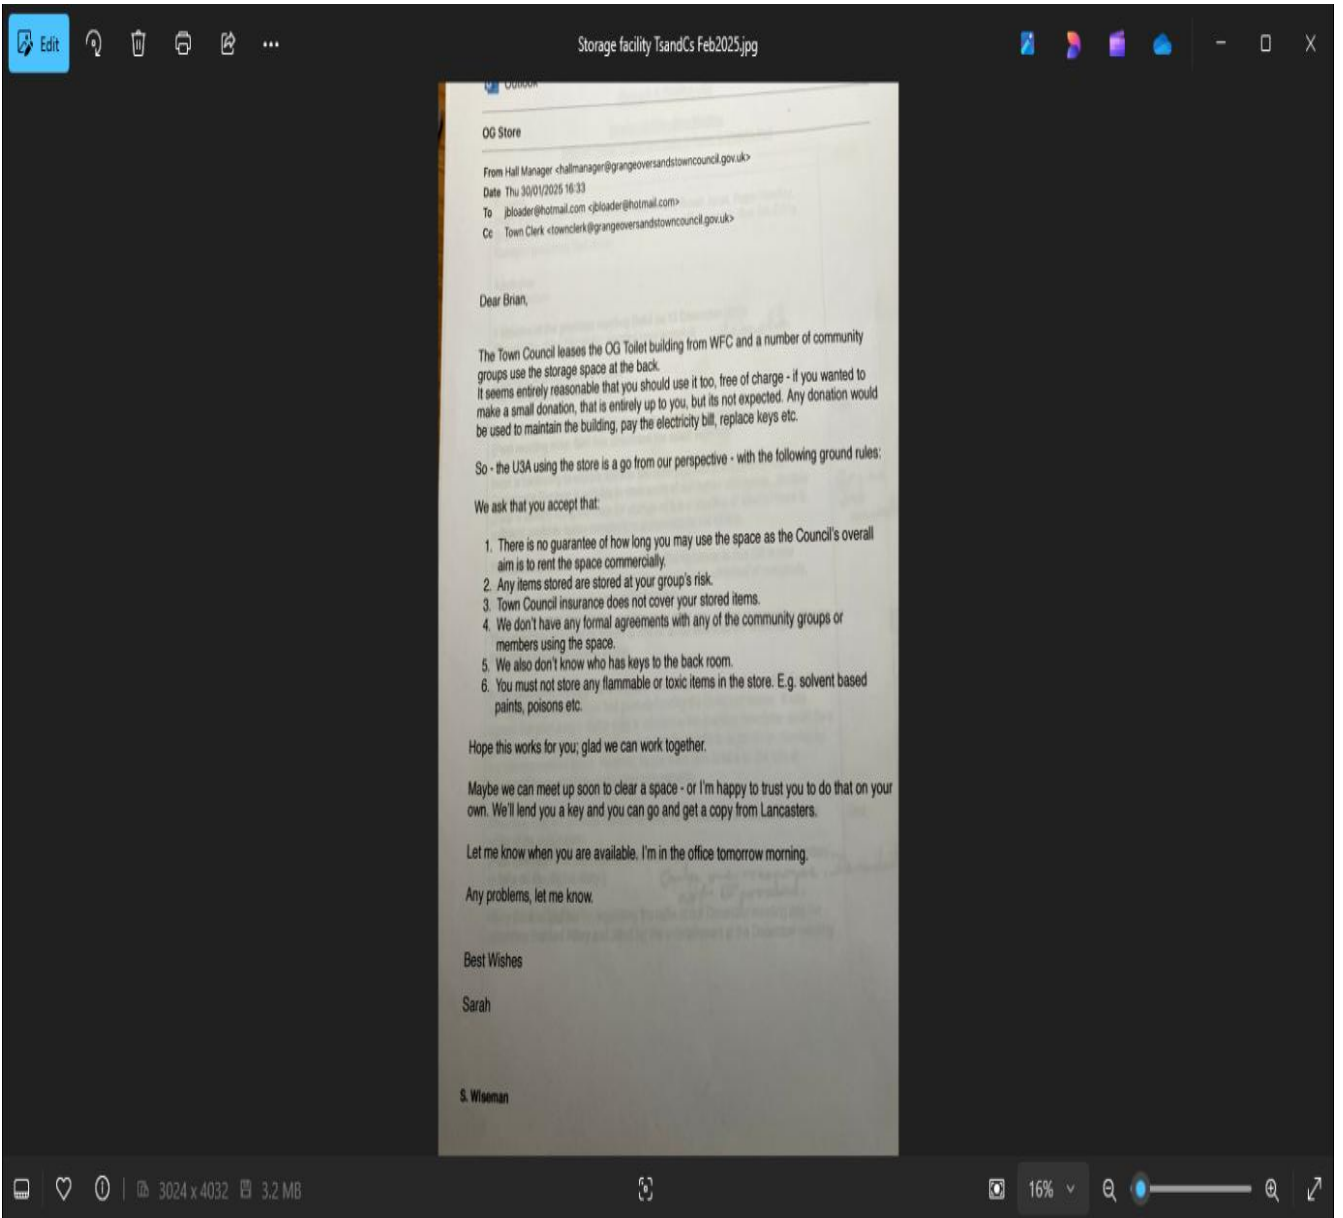 Edit
Storage facility TsandCs Feb2025.jpg
Outlook
OG Store
From Hall Manager <hallmanager@grangeoversandstowncouncil.gov.uk>
Date Thu 30/01/2025 16:33
To jbloader@hotmail.com <jbloader@hotmail.com>
Cc Town Clerk <townclerk@grangeoversandstowncouncil.gov.uk>
Dear Brian,
The Town Council leases the OG Toilet building from WFC and a number of community
groups use the storage space at the back.
It seems entirely reasonable that you should use it too, free of charge - if you wanted to
make a small donation, that is entirely up to you, but its not expected. Any donation would
be used to maintain the building, pay the electricity bill, replace keys etc.
So - the U3A using the store is a go from our perspective - with the following ground rules:
We ask that you accept that:
1. There is no guarantee of how long you may use the space as the Council's overall
aim is to rent the space commercially.
2. Any items stored are stored at your group's risk.
3. Town Council insurance does not cover your stored items.
4. We don't have any formal agreements with any of the community groups or
members using the space.
5. We also don't know who has keys to the back room.
6. You must not store any flammable or toxic items in the store. E.g. solvent based
paints, poisons etc.
Hope this works for you; glad we can work together.
Maybe we can meet up soon to clear a space - or I'm happy to trust you to do that on your
own. We'll lend you a key and you can go and get a copy from Lancasters.
Let me know when you are available. I'm in the office tomorrow morning.
Any problems, let me know.
Best Wishes
Sarah
S. Wiseman
3024 x 4032 3.2 MB
16%